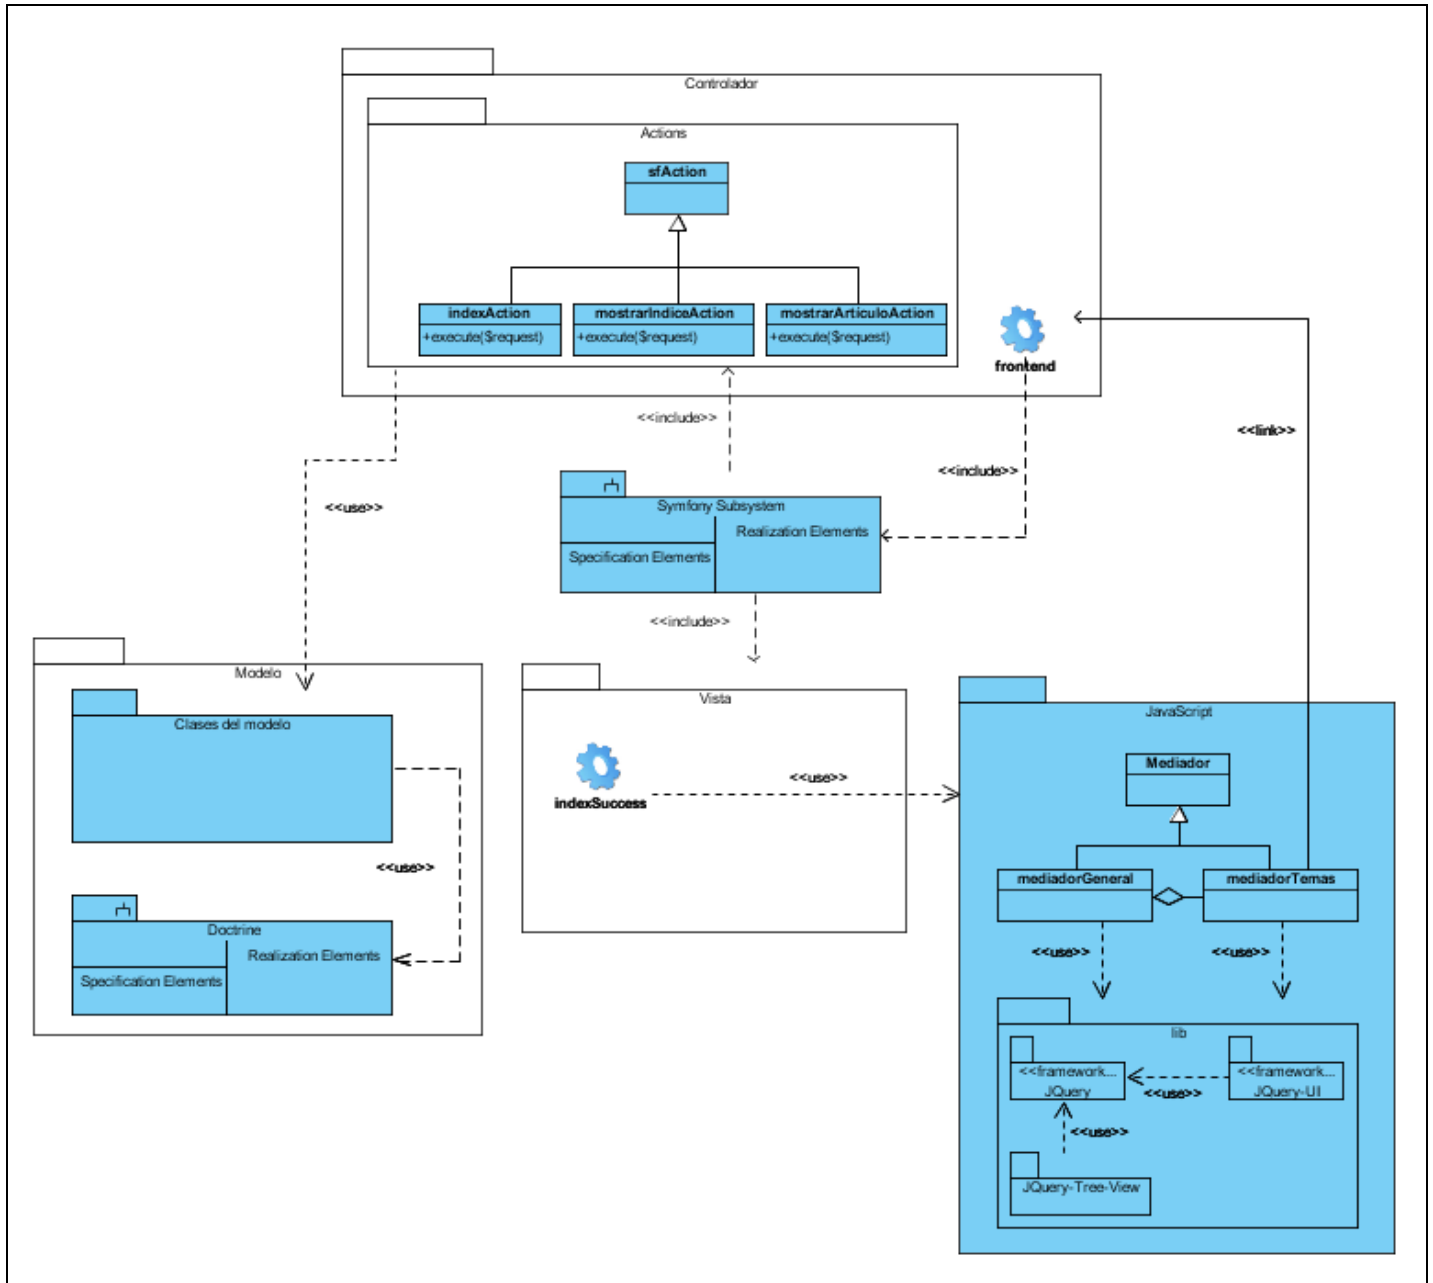 Controlador
Actions
sfAction
indexAction
+execute($request)
mostrarIndiceAction
+execute($request)
mostrarArticuloAction
+execute($request)
frontend
<<include>>
<<include>>
<<link>>
<<use>>
Symfony Subsystem
Realization Elements
Specification Elements
<<include>>
Modelo
Clases del modelo
<<use>>
Doctrine
Realization Elements
Specification Elements
Vista
indexSuccess
<<use>>
JavaScript
Mediador
mediadorGeneral
mediadorTemas
<<use>>
<<use>>
lib
<<framework...
JQuery
<<use>>
<<framework...
JQuery-UI
<<use>>
JQuery-Tree-View